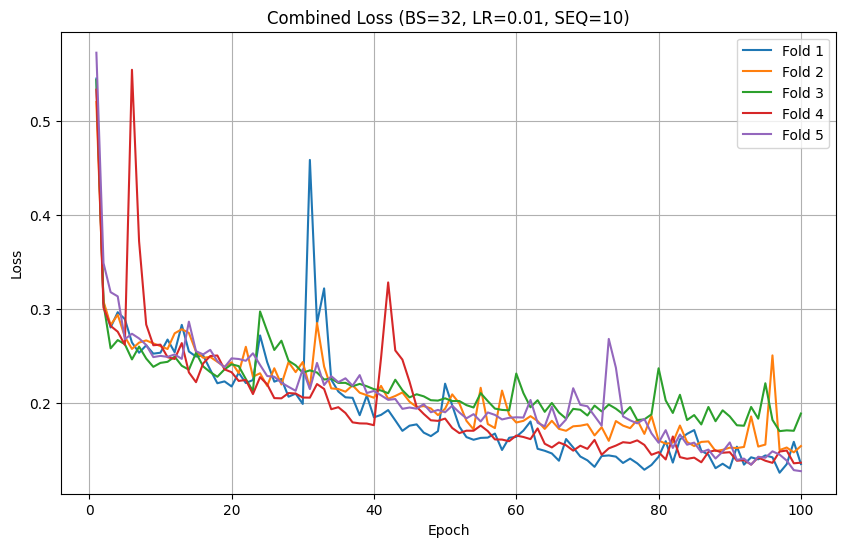 Combined Loss (BS=32, LR=0.01, SEQ=10)
Fold 1
Fold 2
Fold 3
Fold 4
Fold 5
0.5
0.4
0.3
0.2
Loss
0
20
40
60
80
100
Epoch